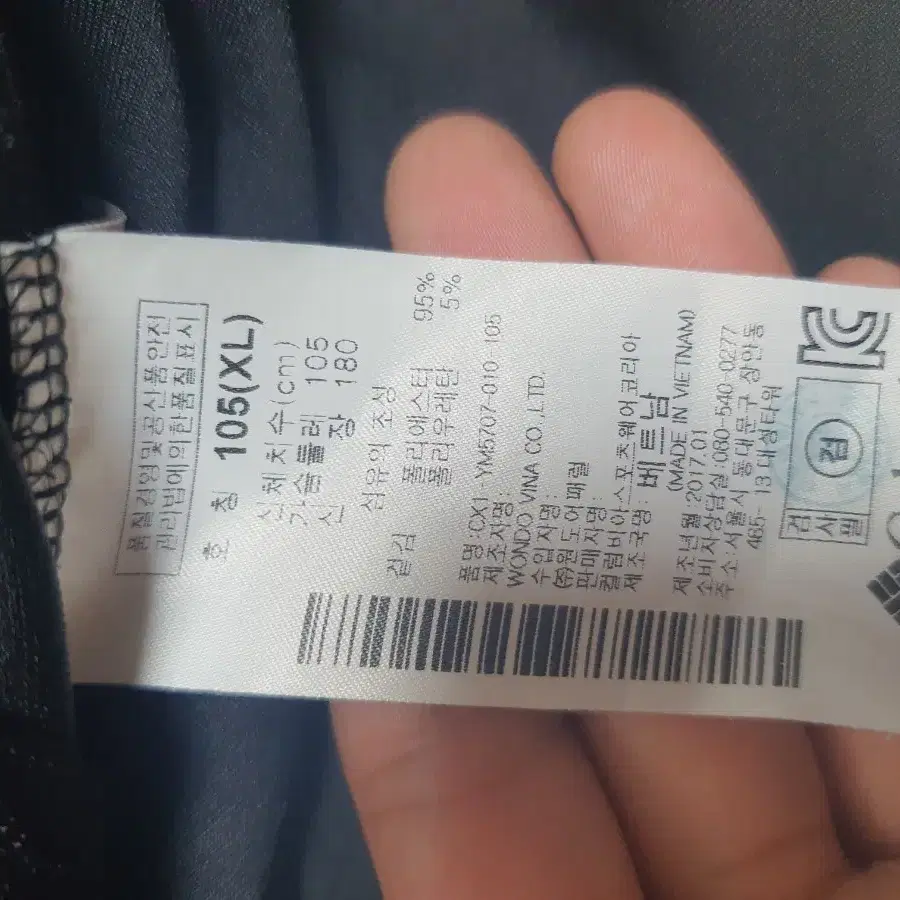 품질경영및공산품안전
관리법에의한품질표시
호 칭 105(XL)
신체치수(cm)
가슴둘레 105
신 장 180
섬유의 조성
겉감 폴리에스터 95%
폴리우레탄 5%
품명:CX1 YM5707-010-105
제조자명:
WONDO VINA CO.,LTD.
수입자명:
㈜원도어패럴
판매자명:
컬럼비아스포츠웨어코리아
제조국명: 베트남
(MADE IN VIETNAM)
제조년월:2017.01
소비자상담실:080-540-0277
주소:서울시 동대문구 장안동
465-13대성타워
검
검사필